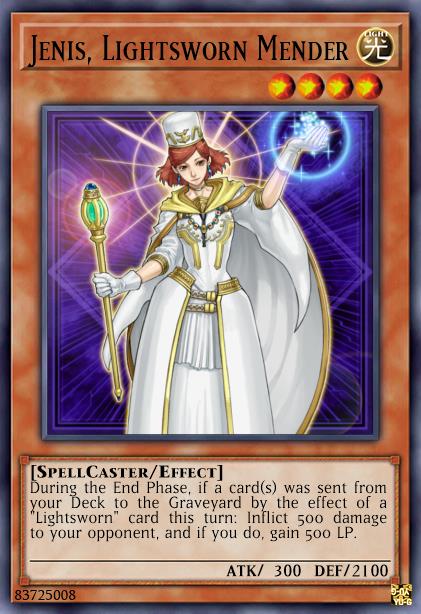 Jenis, Lightsworn Mender
LIGHT
光
[SpellCaster/Effect]
During the End Phase, if a card(s) was sent from
your Deck to the Graveyard by the effect of a
"Lightsworn" card this turn: Inflict 500 damage
to your opponent, and if you do, gain 500 LP.
ATK/ 300 DEF/2100
83725008